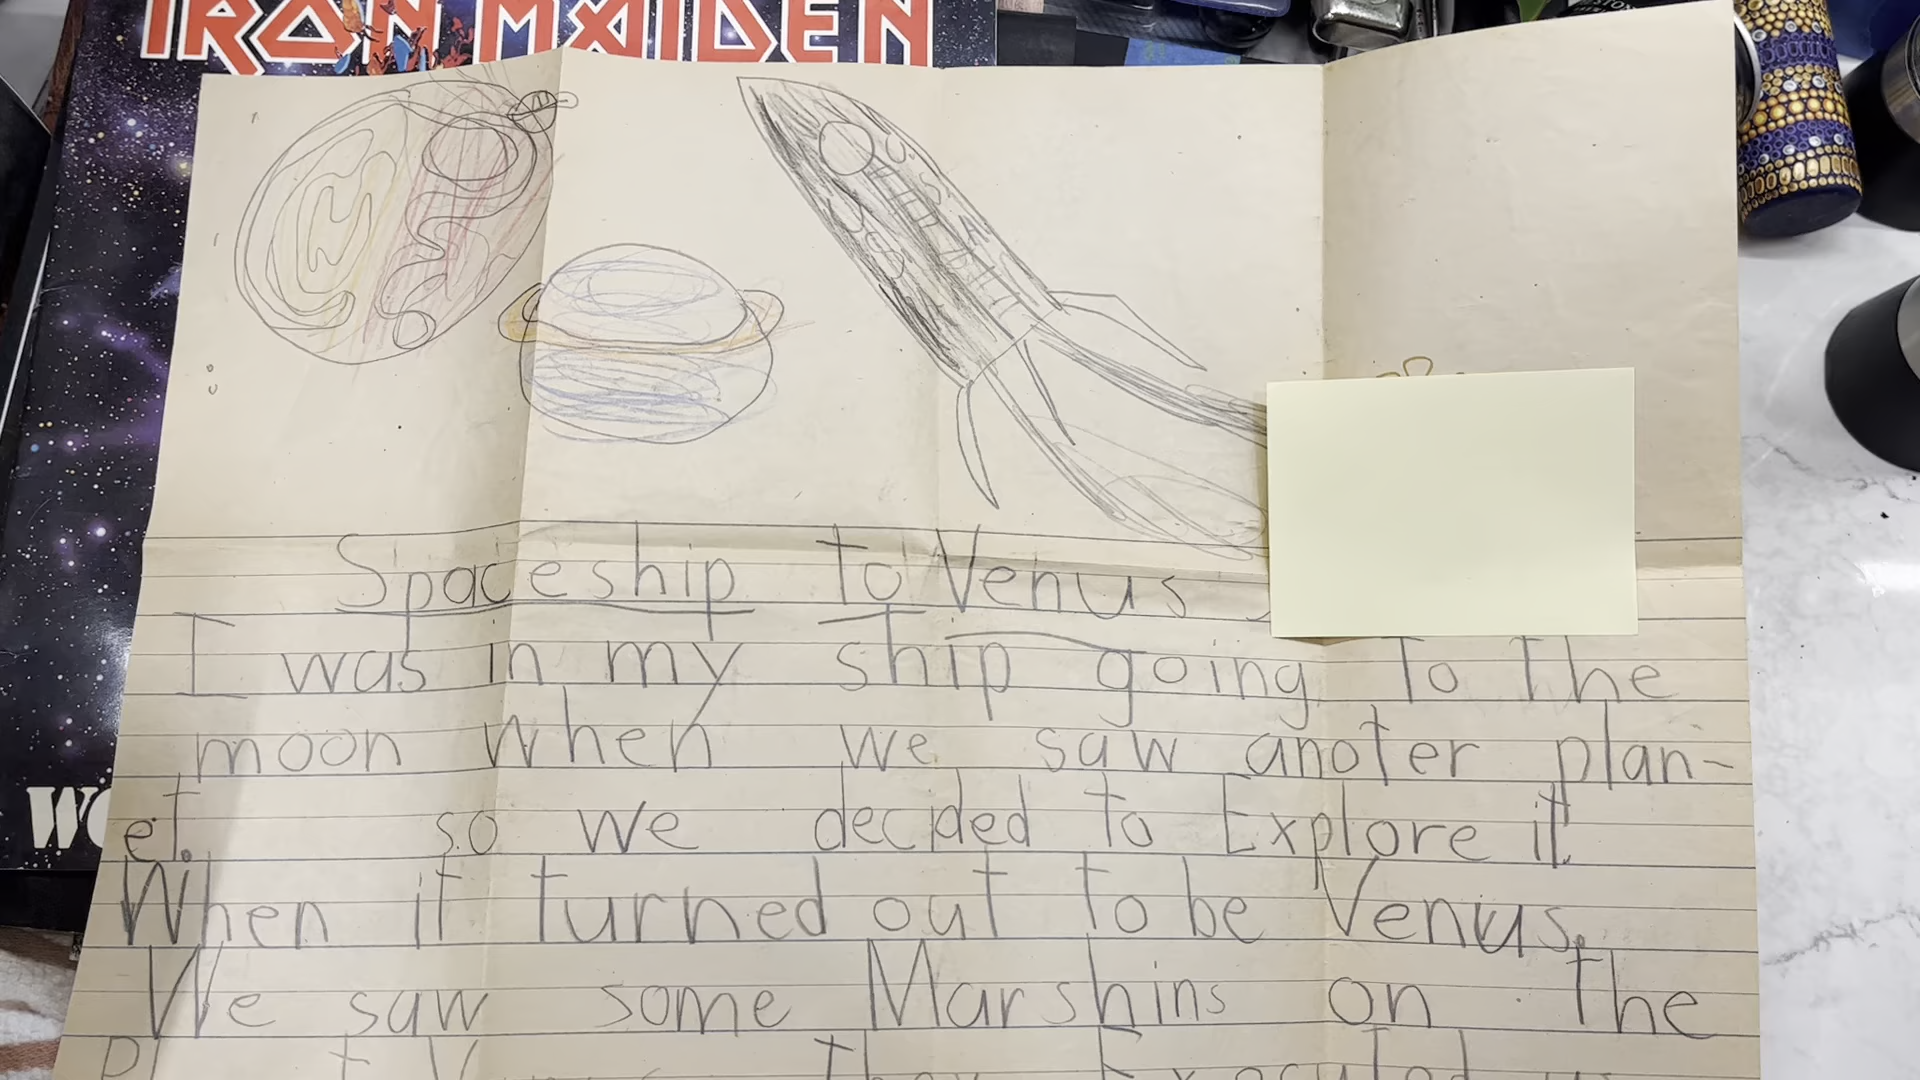 IRON MAIDEN
Spaceship to Venus
I was in my ship going to the
moon when we saw anoter plan-
et. so we decided to Explore it.
When it turned out to be Venus.
We saw some Marshins on the